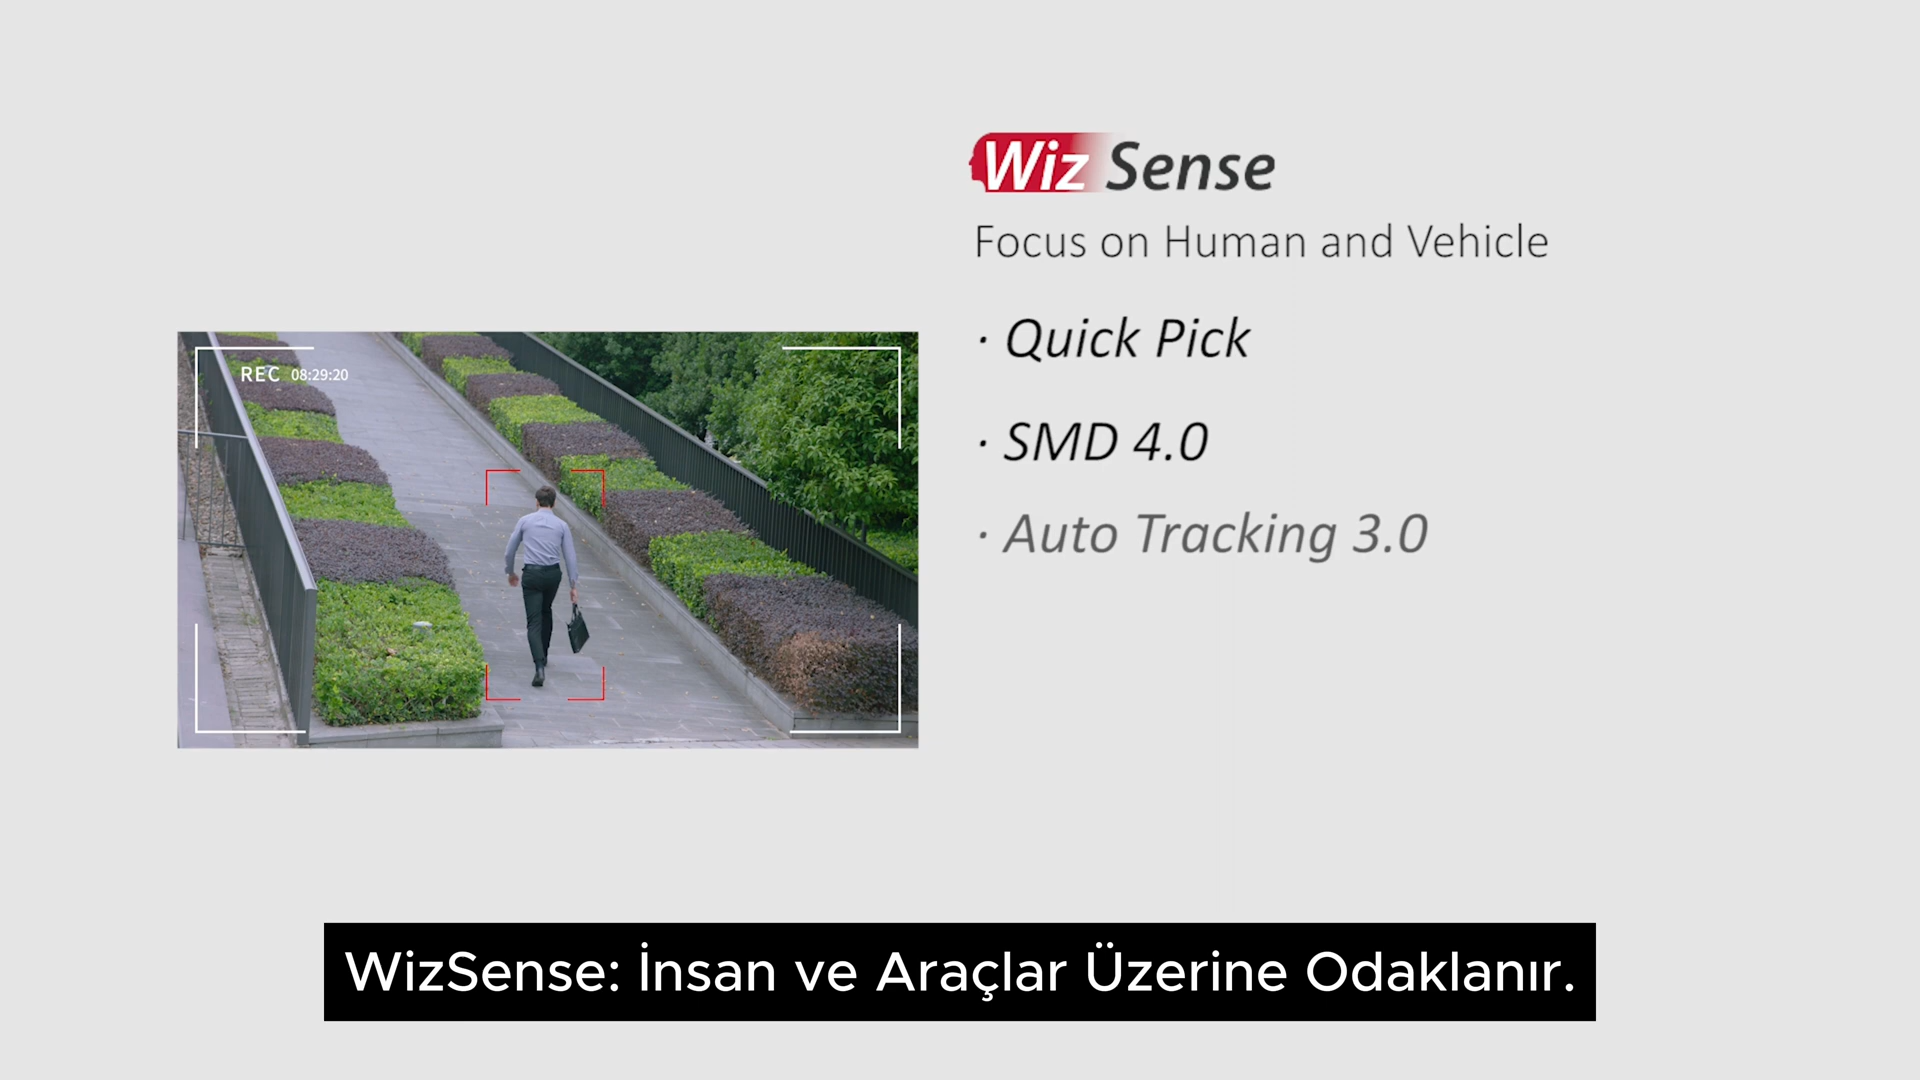 Wiz Sense
Focus on Human and Vehicle
· Quick Pick
· SMD 4.0
· Auto Tracking 3.0
REC 08:29:20
WizSense: İnsan ve Araçlar Üzerine Odaklanır.